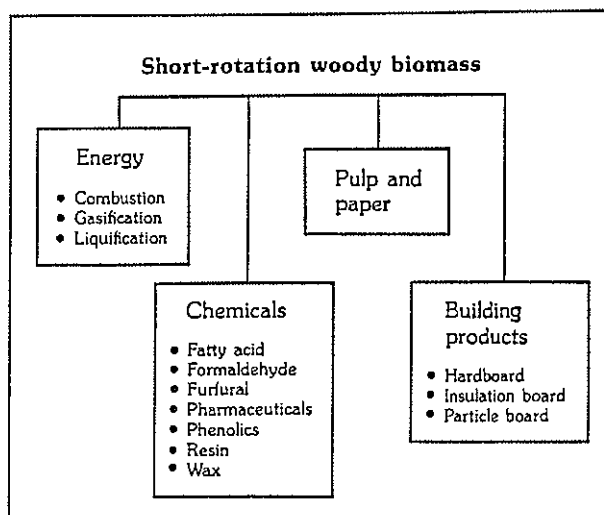 Short-rotation woody biomass
Energy
• Combustion
• Gasification
• Liquification
Chemicals
• Fatty acid
• Formaldehyde
• Furfural
• Pharmaceuticals
• Phenolics
• Resin
• Wax
Pulp and
paper
Building
products
• Hardboard
• Insulation board
• Particle board